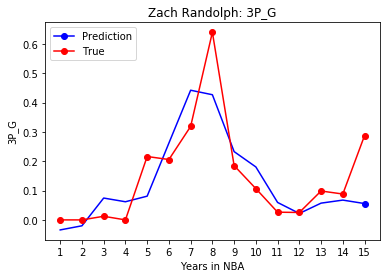 Zach Randolph: 3P_G
Prediction
True
0.6
0.5
0.4
0.3
0.2
0.1
0.0
3P_G
1 2 3 4 5 6 7 8 9 10 11 12 13 14 15
Years in NBA